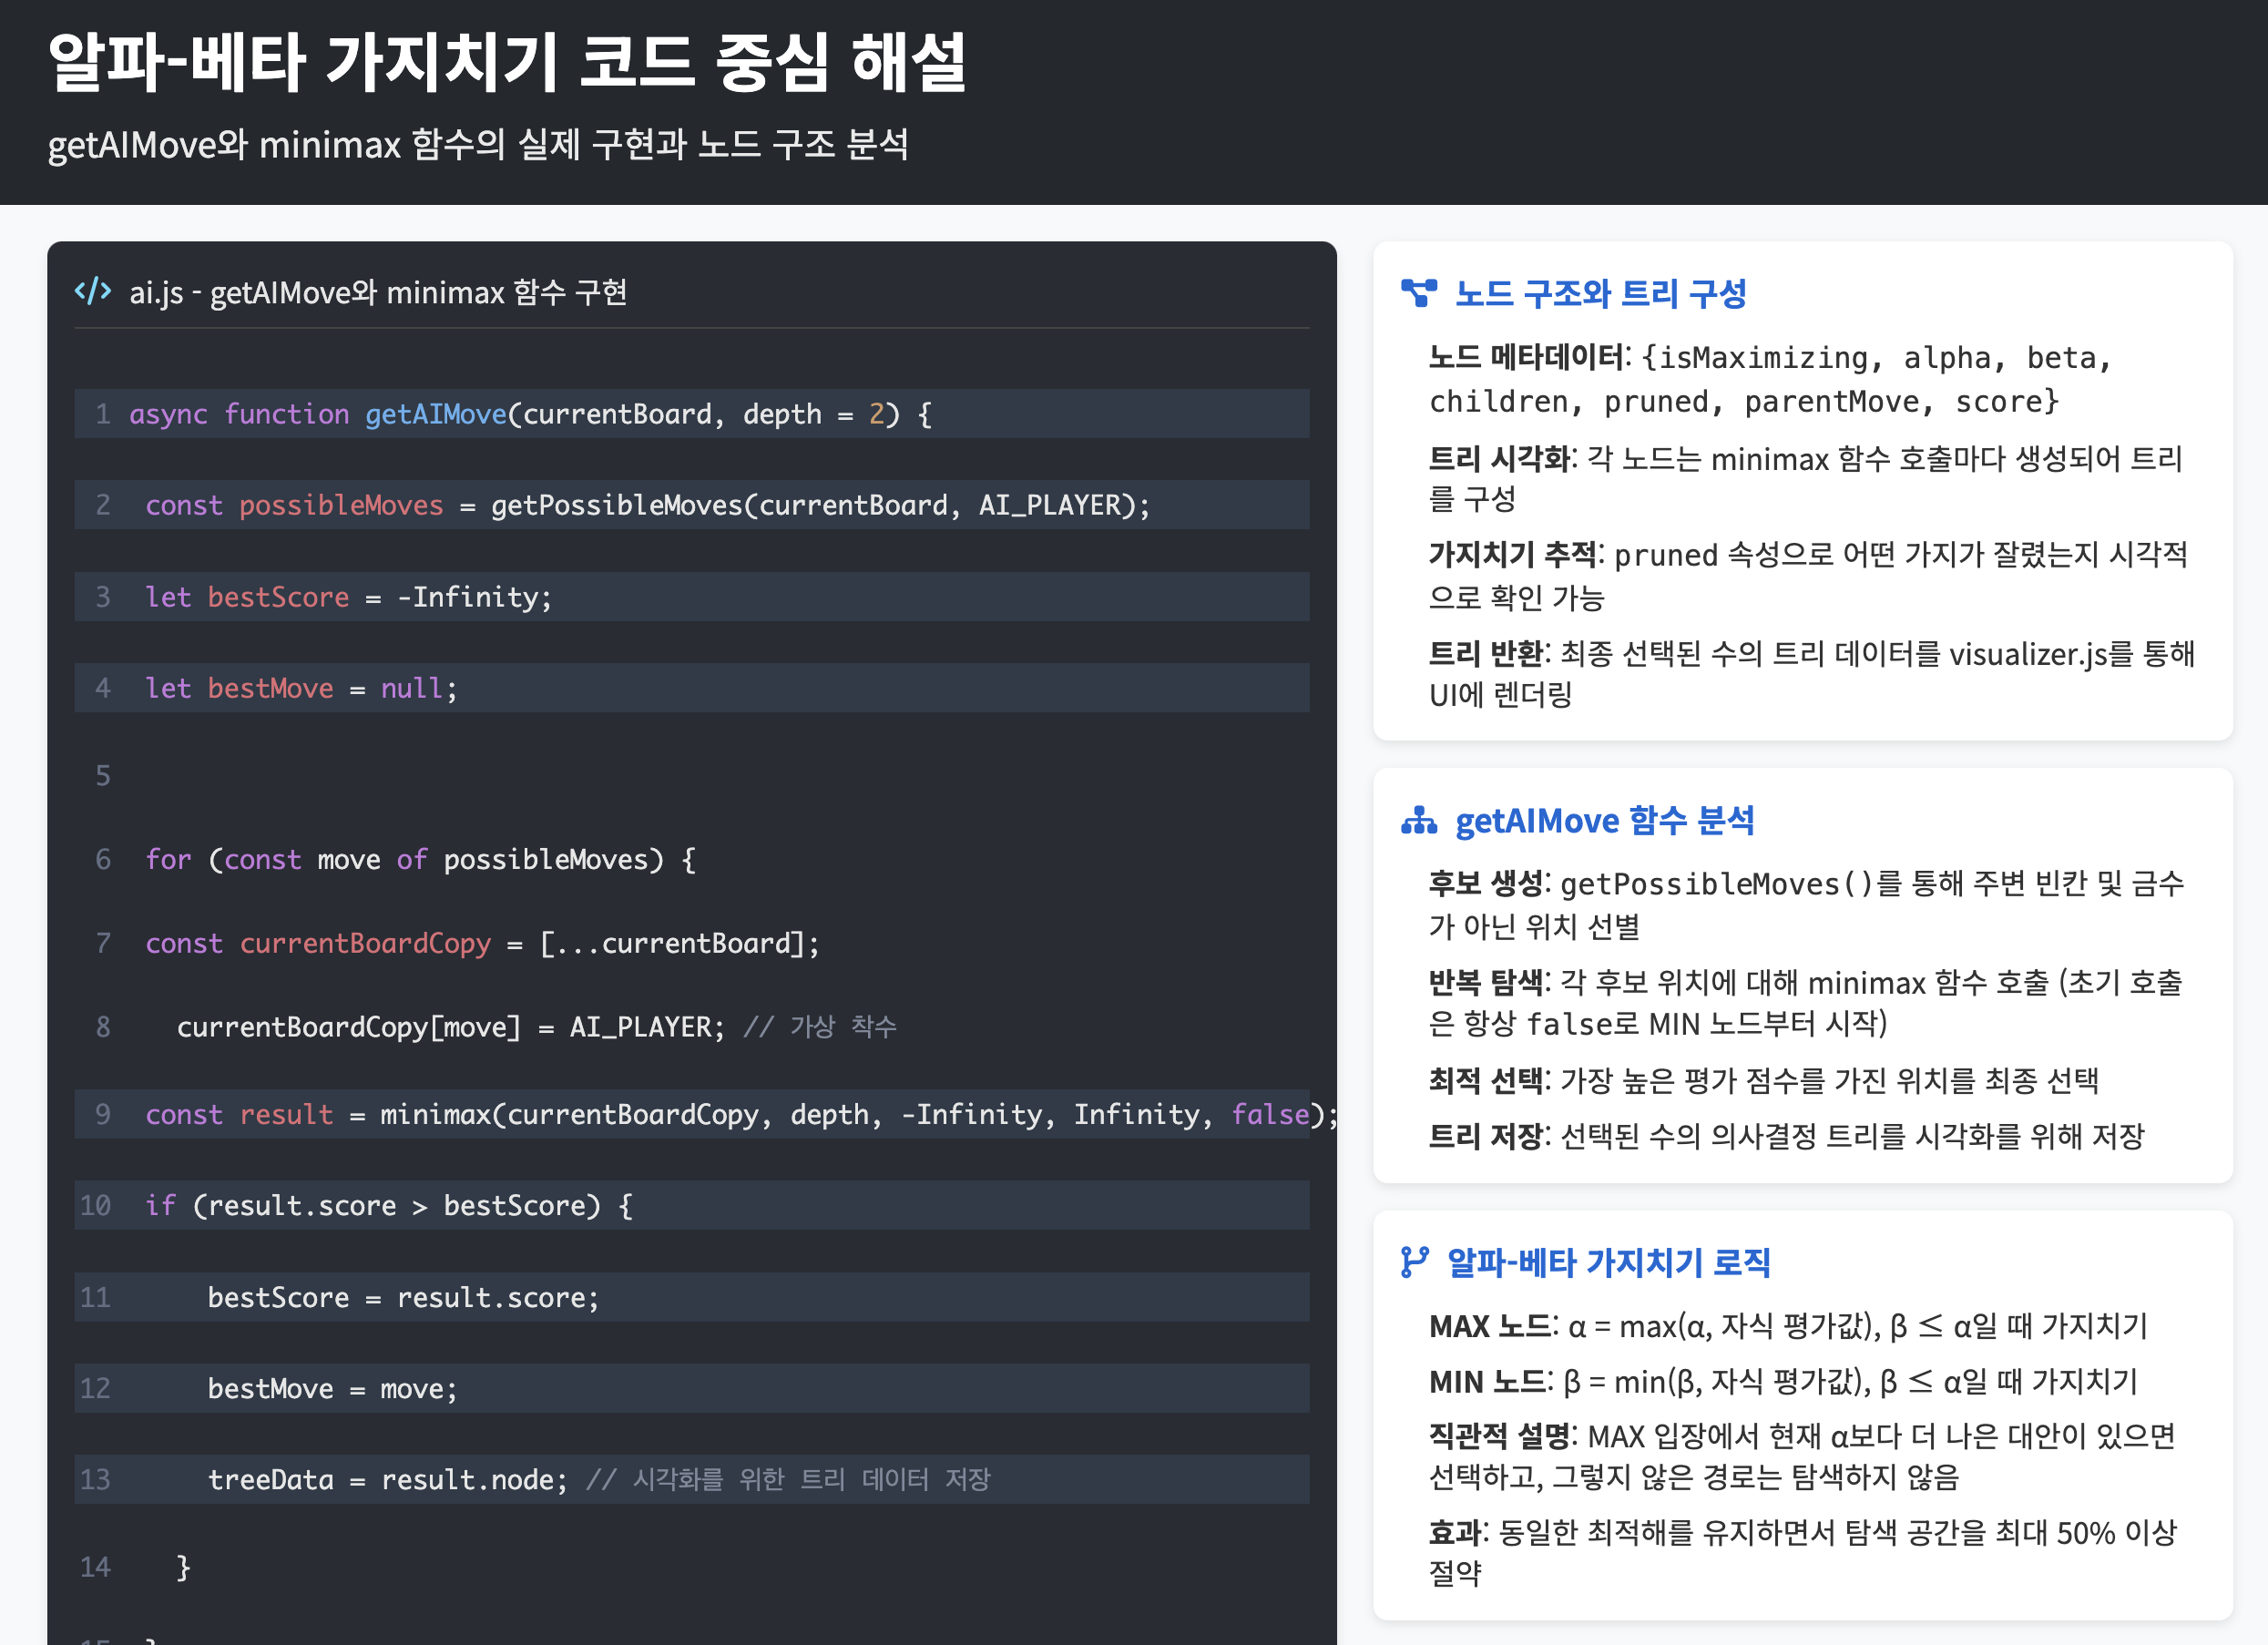 알파-베타 가지치기 코드 중심 해설
getAIMove와 minimax 함수의 실제 구현과 노드 구조 분석
</> ai.js - getAIMove와 minimax 함수 구현
1 async function getAIMove(currentBoard, depth = 2) {
2 const possibleMoves = getPossibleMoves(currentBoard, AI_PLAYER);
3 let bestScore = -Infinity;
4 let bestMove = null;
5
6 for (const move of possibleMoves) {
7 const currentBoardCopy = [...currentBoard];
8 currentBoardCopy[move] = AI_PLAYER; // 가상 착수
9 const result = minimax(currentBoardCopy, depth, -Infinity, Infinity, false);
10 if (result.score > bestScore) {
11 bestScore = result.score;
12 bestMove = move;
13 treeData = result.node; // 시각화를 위한 트리 데이터 저장
14 }
노드 구조와 트리 구성
노드 메타데이터: {isMaximizing, alpha, beta,
children, pruned, parentMove, score}
트리 시각화: 각 노드는 minimax 함수 호출마다 생성되어 트리
를 구성
가지치기 추적: pruned 속성으로 어떤 가지가 잘렸는지 시각적
으로 확인 가능
트리 반환: 최종 선택된 수의 트리 데이터를 visualizer.js를 통해
UI에 렌더링
getAIMove 함수 분석
후보 생성: getPossibleMoves()를 통해 주변 빈칸 및 금수
가 아닌 위치 선별
반복 탐색: 각 후보 위치에 대해 minimax 함수 호출 (초기 호출
은 항상 false로 MIN 노드부터 시작)
최적 선택: 가장 높은 평가 점수를 가진 위치를 최종 선택
트리 저장: 선택된 수의 의사결정 트리를 시각화를 위해 저장
알파-베타 가지치기 로직
MAX 노드: α = max(α, 자식 평가값), β ≤ α일 때 가지치기
MIN 노드: β = min(β, 자식 평가값), β ≤ α일 때 가지치기
직관적 설명: MAX 입장에서 현재 α보다 더 나은 대안이 있으면
선택하고, 그렇지 않은 경로는 탐색하지 않음
효과: 동일한 최적해를 유지하면서 탐색 공간을 최대 50% 이상
절약